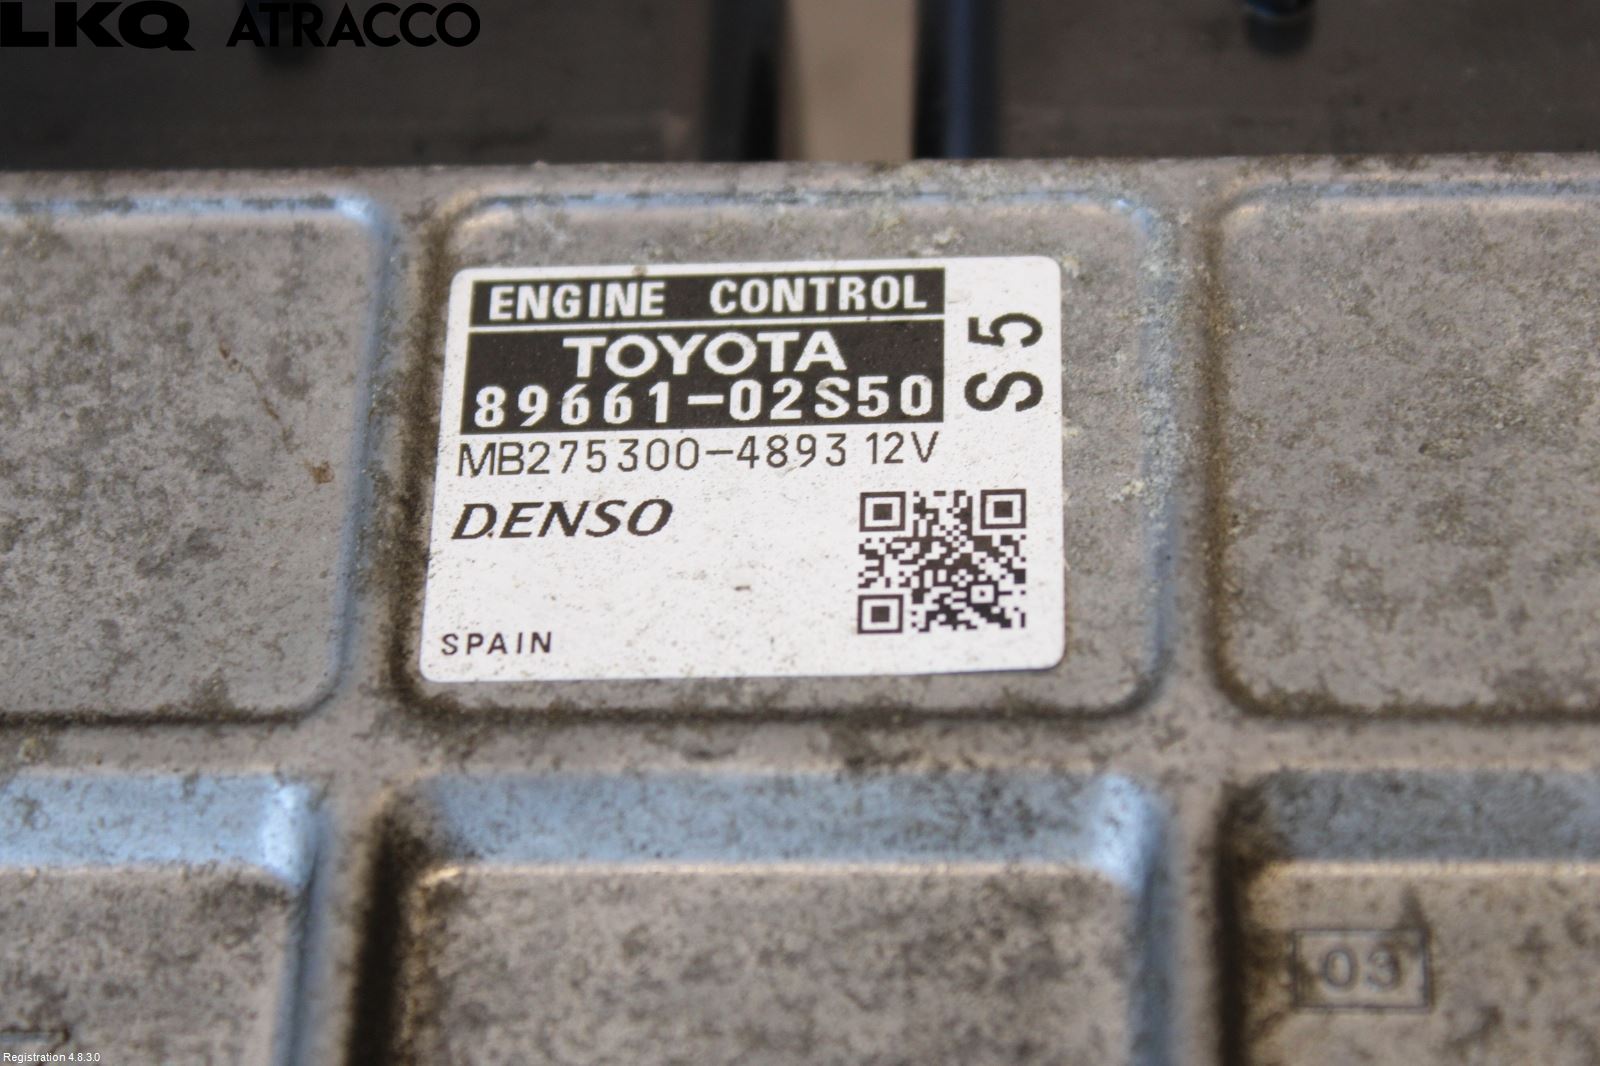 LKQ ATRACCO
ENGINE CONTROL
TOYOTA
89661-02S50
S5
MB275300-4893 12V
DENSO
SPAIN
03
Registration 4.8.3.0